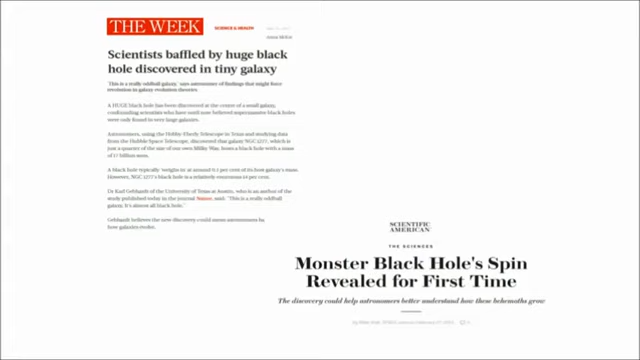 THE WEEK
SCIENCE & HEALTH
Scientists baffled by huge black
hole discovered in tiny galaxy
'This is a really oddball galaxy,' says astronomer of findings that might force
revolution in galaxy evolution theories.
A HUGE black hole has been discovered at the centre of a small galaxy,
confounding scientists who have until now believed supermassive black holes
were only found in very large galaxies.
Astronomers, using the Hobby-Eberly Telescope in Texas and studying data
from the Hubble Space Telescope, discovered that galaxy NGC 1277, which is
just a quarter of the size of our own Milky Way, hosts a black hole with a mass
of 17 billion suns.
A black hole typically 'weighs in' at around 0.1 per cent of its host galaxy's mass.
However, NGC 1277's black hole is a relatively enormous 14 per cent.
Dr Karl Gebhardt of the University of Texas at Austin, who is an author of the
study published today in the journal Nature, said: "This is a really oddball
galaxy. It's almost all black hole."
Gebhardt believes the new discovery could assist astronomers
how galaxies evolve.
SCIENTIFIC
AMERICAN
THE SCIENCES
Monster Black Hole's Spin
Revealed for First Time
The discovery could help astronomers better understand how these behemoths grow